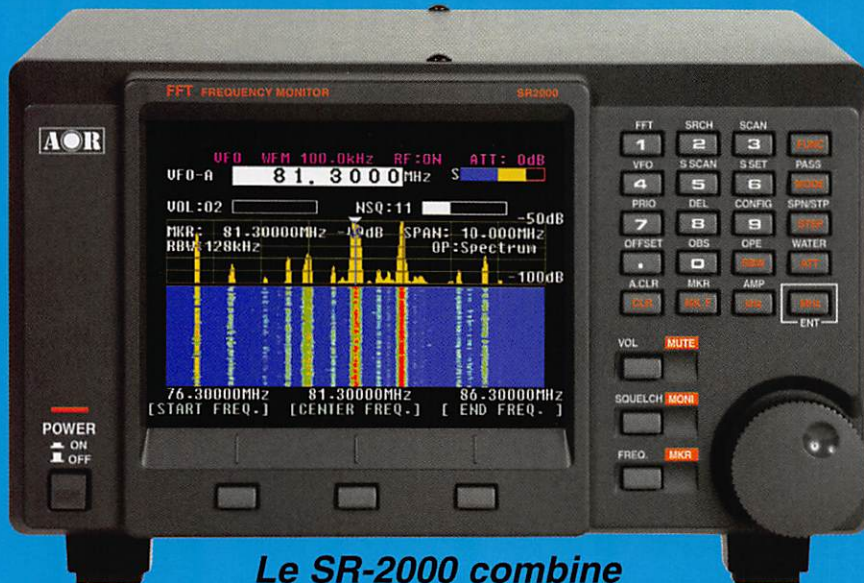 FFT FREQUENCY MONITOR SR2000
AOR
VFO WFM 100.0kHz RF:ON ATT: 0dB
VFO-A 81.3000MHz S
VOL:02 NSQ:11
-50dB
MKR: 81.30000MHz dB SPAN: 10.000MHz
RBW:128kHz OP:Spectrum
-100dB
76.30000MHz 81.30000MHz 86.30000MHz
[START FREQ.] [CENTER FREQ.] [ END FREQ. ]
POWER
ON
OFF
FFT SRCH SCAN
1 2 3 FUNC
VFO S SCAN S SET PASS
4 5 6 MODE
PRIO DEL CONFIG SPN/STP
7 8 9 STEP
OFFSET OBS OPE WATER
. 0 ATT
A.CLR MKR AMP
CLR kHz MHz
ENT
VOL MUTE
SQUELCH MONI
FREQ. MKR
Le SR-2000 combine